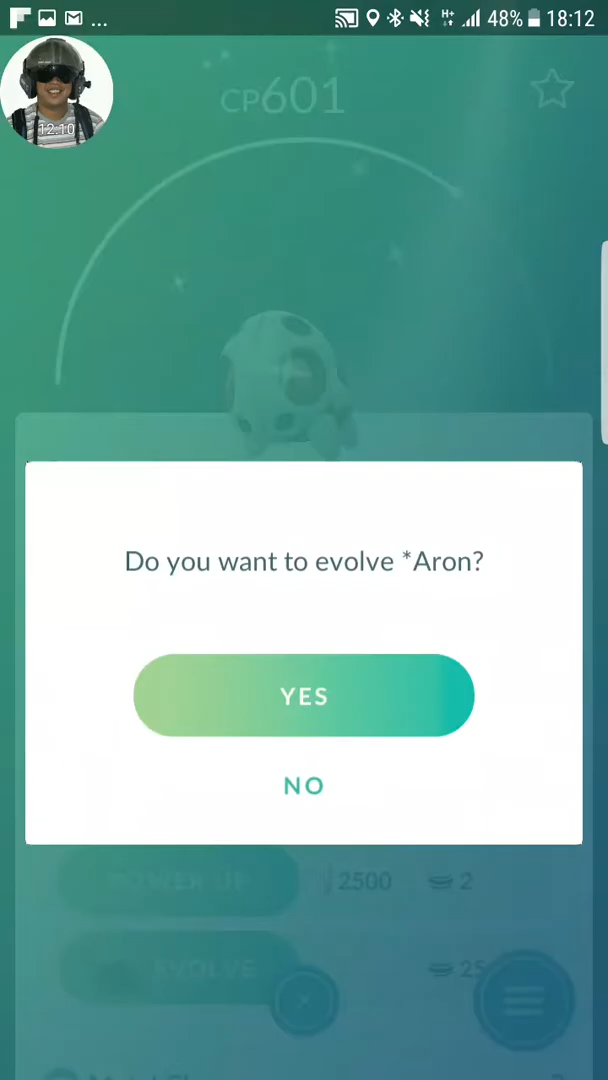 ... H+ 48% 18:12
12.10
CP601
Do you want to evolve *Aron?
YES
NO
POWER UP 2500 2
EVOLVE 25